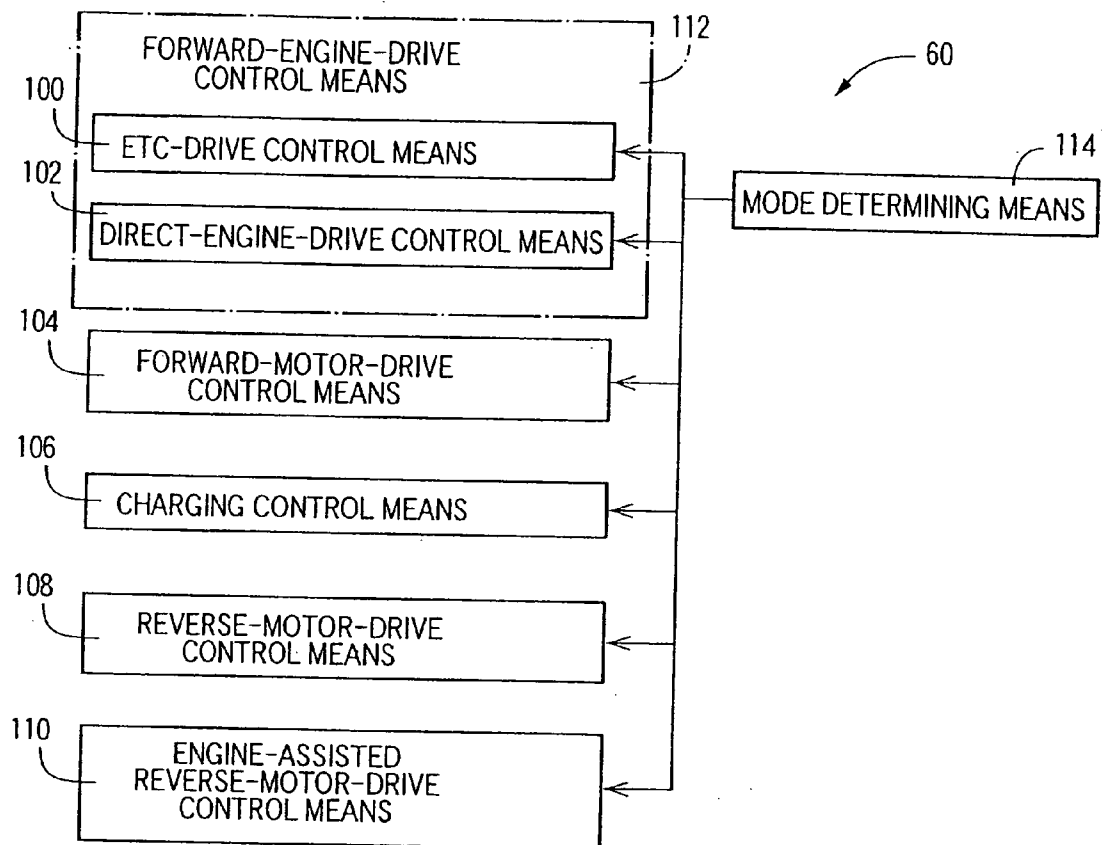 FORWARD-ENGINE-DRIVE
CONTROL MEANS
112
60
100
ETC-DRIVE CONTROL MEANS
114
MODE DETERMINING MEANS
102
DIRECT-ENGINE-DRIVE CONTROL MEANS
104
FORWARD-MOTOR-DRIVE
CONTROL MEANS
106
CHARGING CONTROL MEANS
108
REVERSE-MOTOR-DRIVE
CONTROL MEANS
110
ENGINE-ASSISTED
REVERSE-MOTOR-DRIVE
CONTROL MEANS